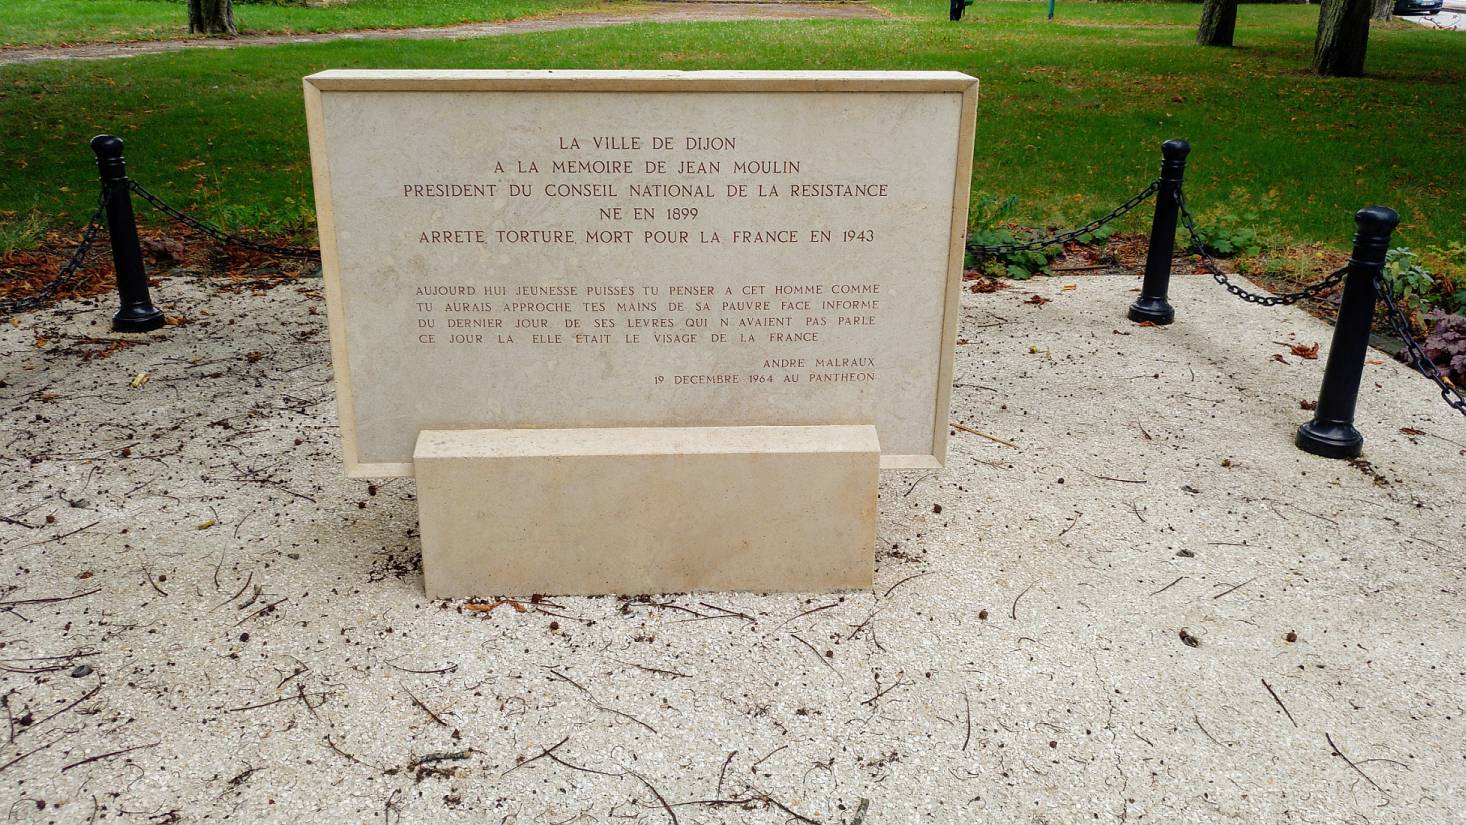 LA VILLE DE DIJON
A LA MEMOIRE DE JEAN MOULIN
PRESIDENT DU CONSEIL NATIONAL DE LA RESISTANCE
NE EN 1899
ARRETE, TORTURE, MORT POUR LA FRANCE EN 1943
AUJOURD HUI JEUNESSE PUISSES TU PENSER A CET HOMME COMME
TU AURAIS APPROCHE TES MAINS DE SA PAUVRE FACE INFORME
DU DERNIER JOUR, DE SES LEVRES QUI N AVAIENT PAS PARLE
CE JOUR LA, ELLE ETAIT LE VISAGE DE LA FRANCE
ANDRE MALRAUX
19 DECEMBRE 1964 AU PANTHEON